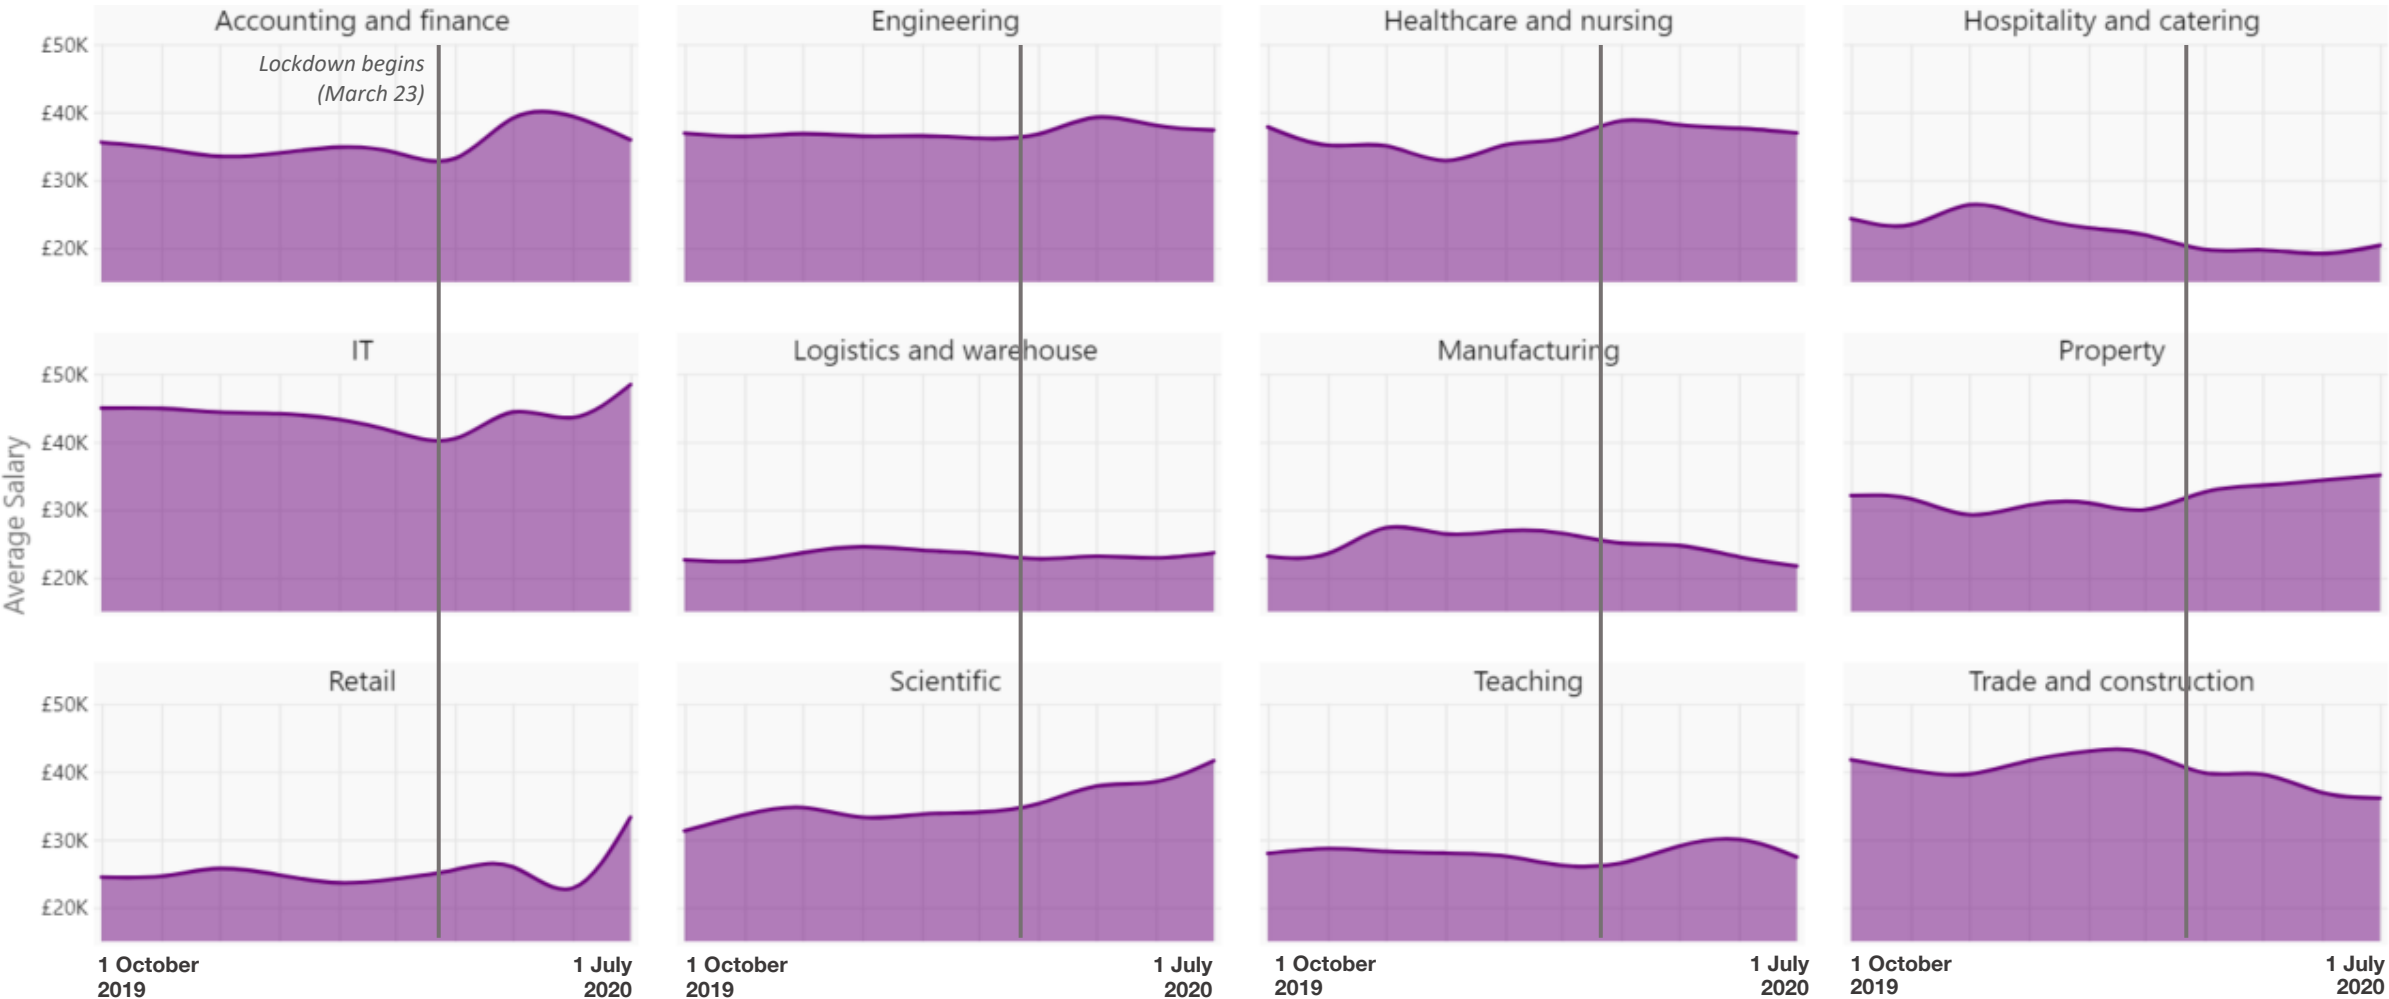 Accounting and finance
Engineering
Healthcare and nursing
Hospitality and catering
£50K
£40K
£30K
£20K
Lockdown begins
(March 23)
IT
Logistics and warehouse
Manufacturing
Property
£50K
£40K
£30K
£20K
Average Salary
Retail
Scientific
Teaching
Trade and construction
£50K
£40K
£30K
£20K
1 October
2019
1 July
2020
1 October
2019
1 July
2020
1 October
2019
1 July
2020
1 October
2019
1 July
2020